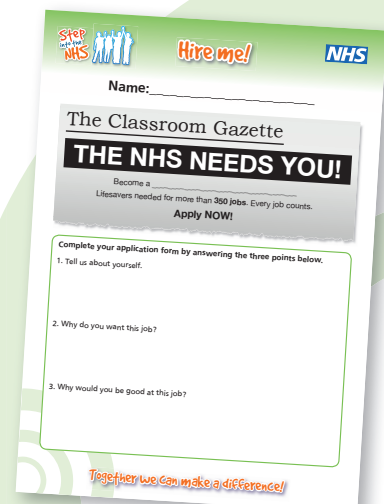 Step
into the
NHS
Hire me!
NHS
Name:
The Classroom Gazette
THE NHS NEEDS YOU!
Become a
Lifesavers needed for more than 350 jobs. Every job counts.
Apply NOW!
Complete your application form by answering the three points below.
1. Tell us about yourself.
2. Why do you want this job?
3. Why would you be good at this job?
Together we can make a difference!